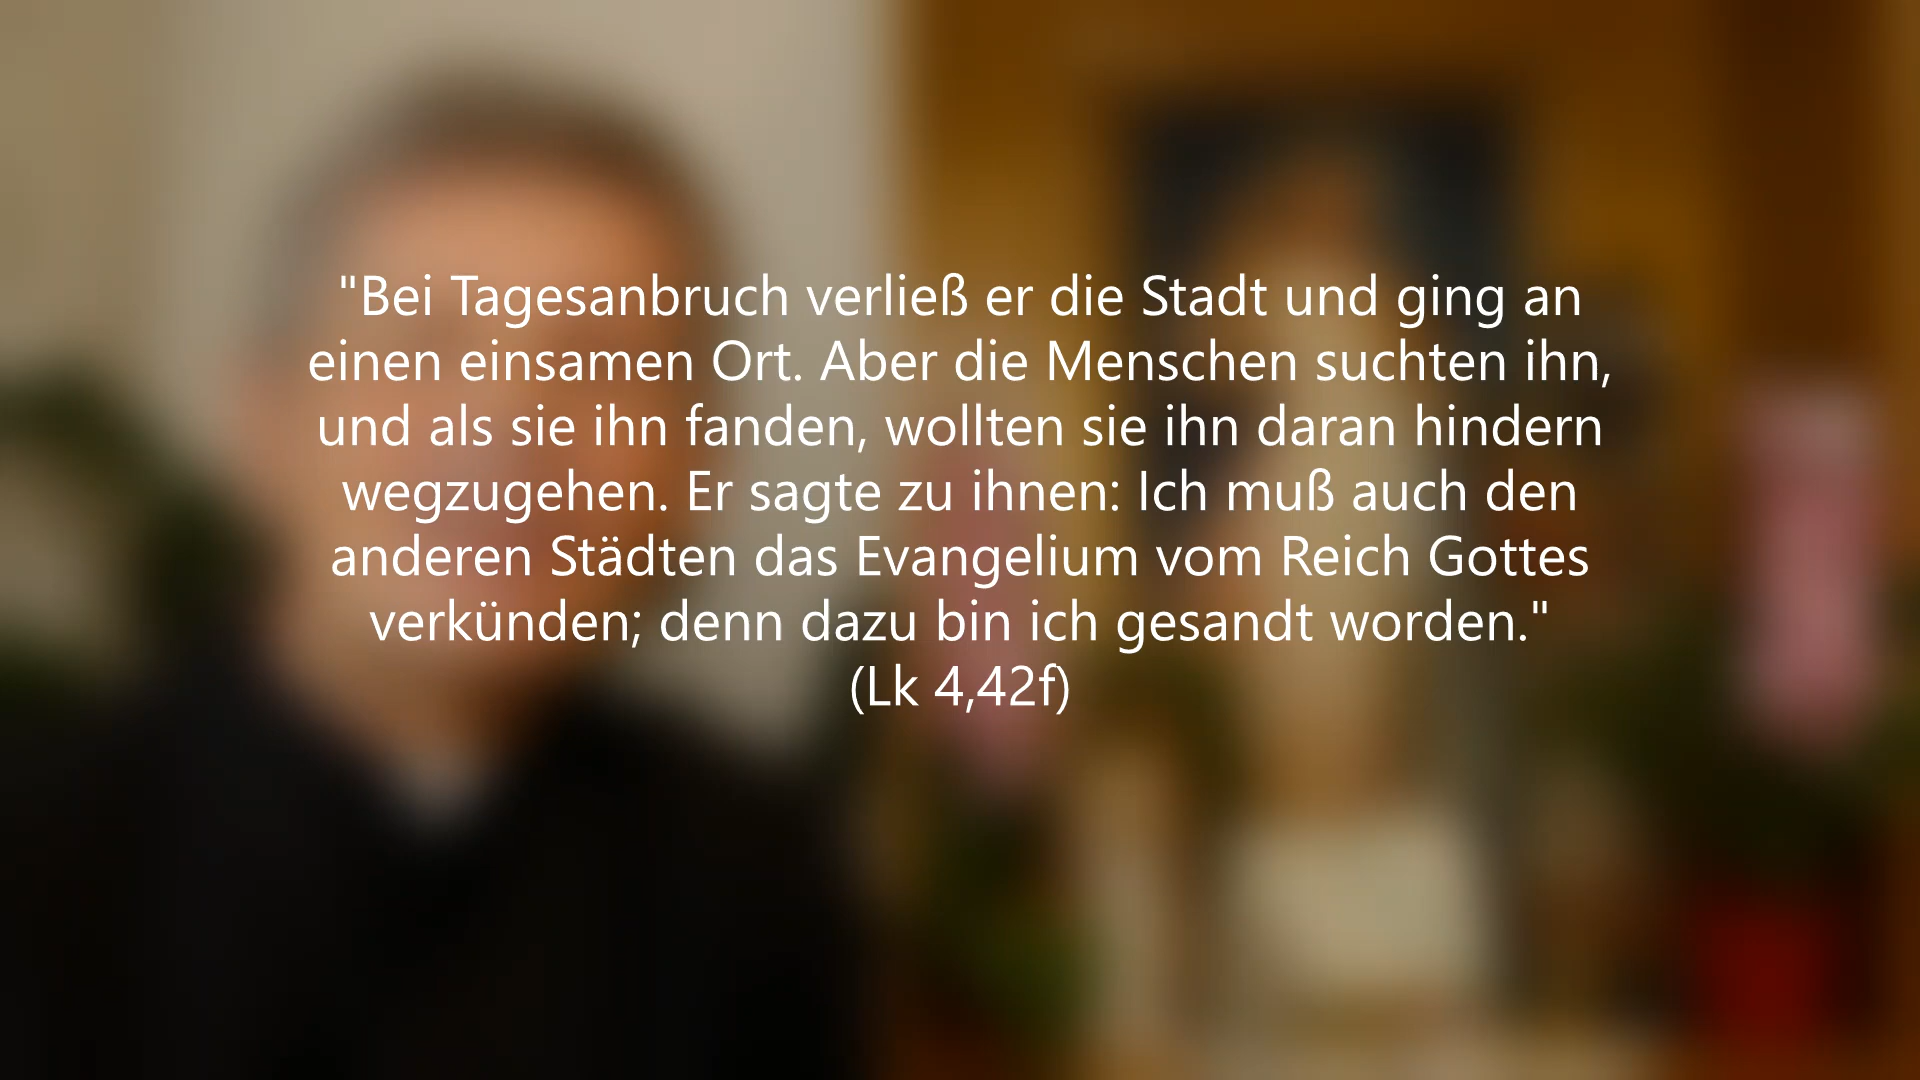 "Bei Tagesanbruch verließ er die Stadt und ging an
einen einsamen Ort. Aber die Menschen suchten ihn,
und als sie ihn fanden, wollten sie ihn daran hindern
wegzugehen. Er sagte zu ihnen: Ich muß auch den
anderen Städten das Evangelium vom Reich Gottes
verkünden; denn dazu bin ich gesandt worden."
(Lk 4,42f)